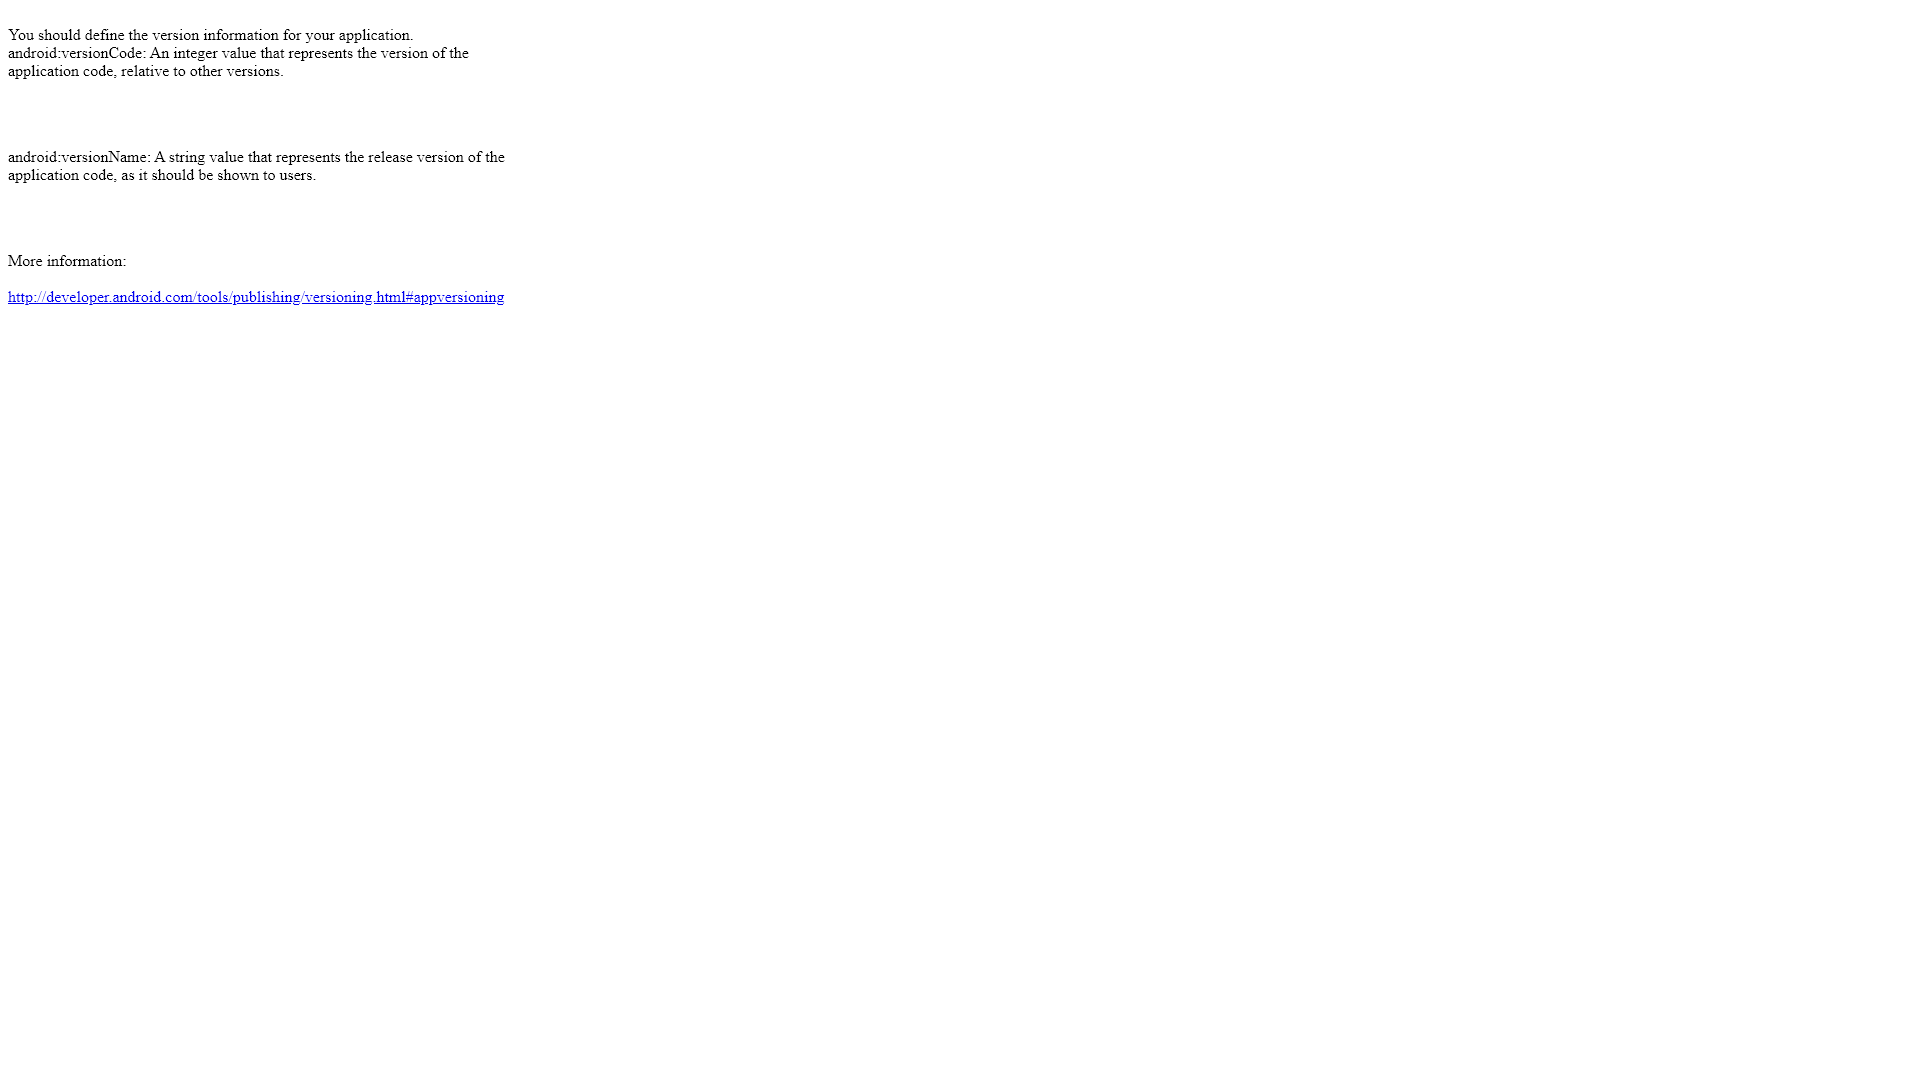 You should define the version information for your application.
android:versionCode: An integer value that represents the version of the
application code, relative to other versions.
android:versionName: A string value that represents the release version of the
application code, as it should be shown to users.
More information:
http://developer.android.com/tools/publishing/versioning.html#appversioning